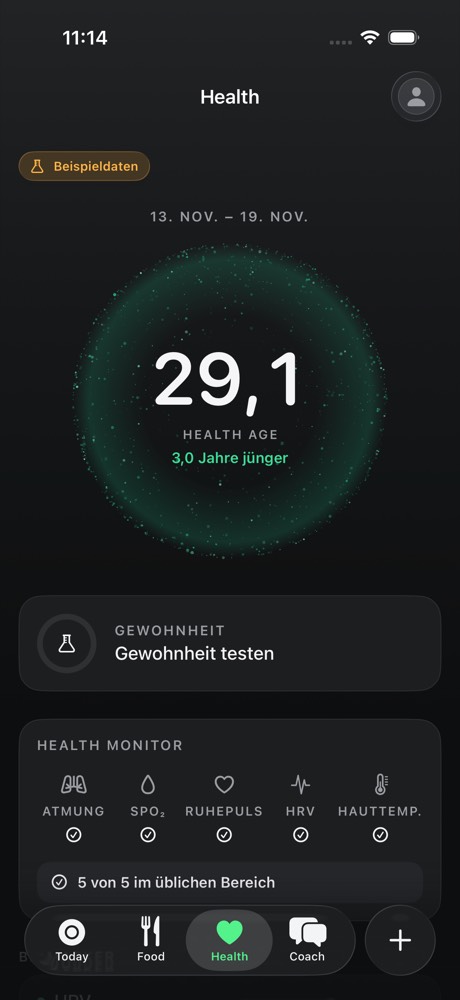 11:14
Health
Beispieldaten
13. NOV. – 19. NOV.
29,1
HEALTH AGE
3,0 Jahre jünger
GEWOHNHEIT
Gewohnheit testen
HEALTH MONITOR
ATMUNG SPO₂ RUHEPULS HRV HAUTTEMP.
5 von 5 im üblichen Bereich
Today Food Health Coach
HRV